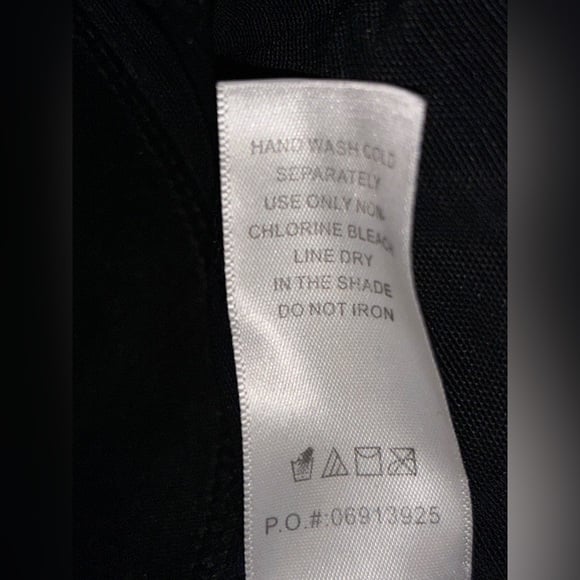 HAND WASH COLD
SEPARATELY
USE ONLY NON
CHLORINE BLEACH
LINE DRY
IN THE SHADE
DO NOT IRON
P.O.#:06913925